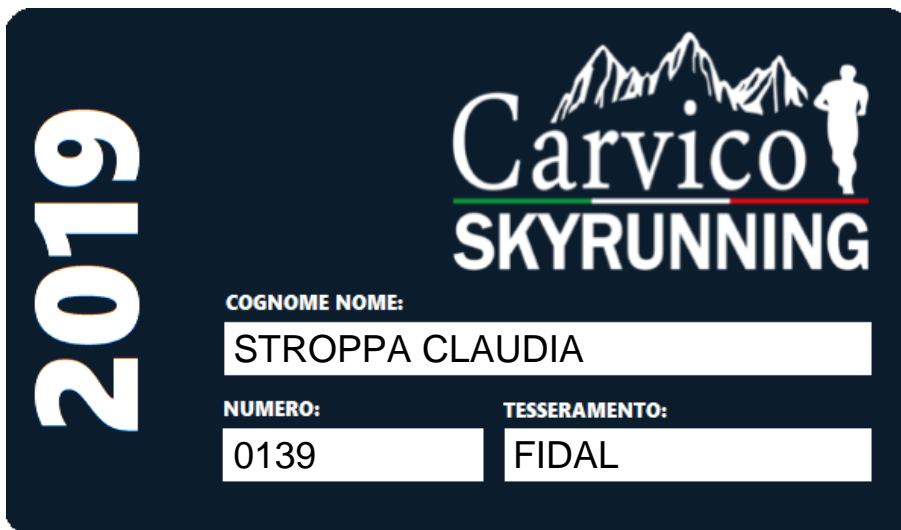 2019
Carvico
SKYRUNNING
COGNOME NOME:
STROPPA CLAUDIA
NUMERO:
TESSERAMENTO:
0139
FIDAL